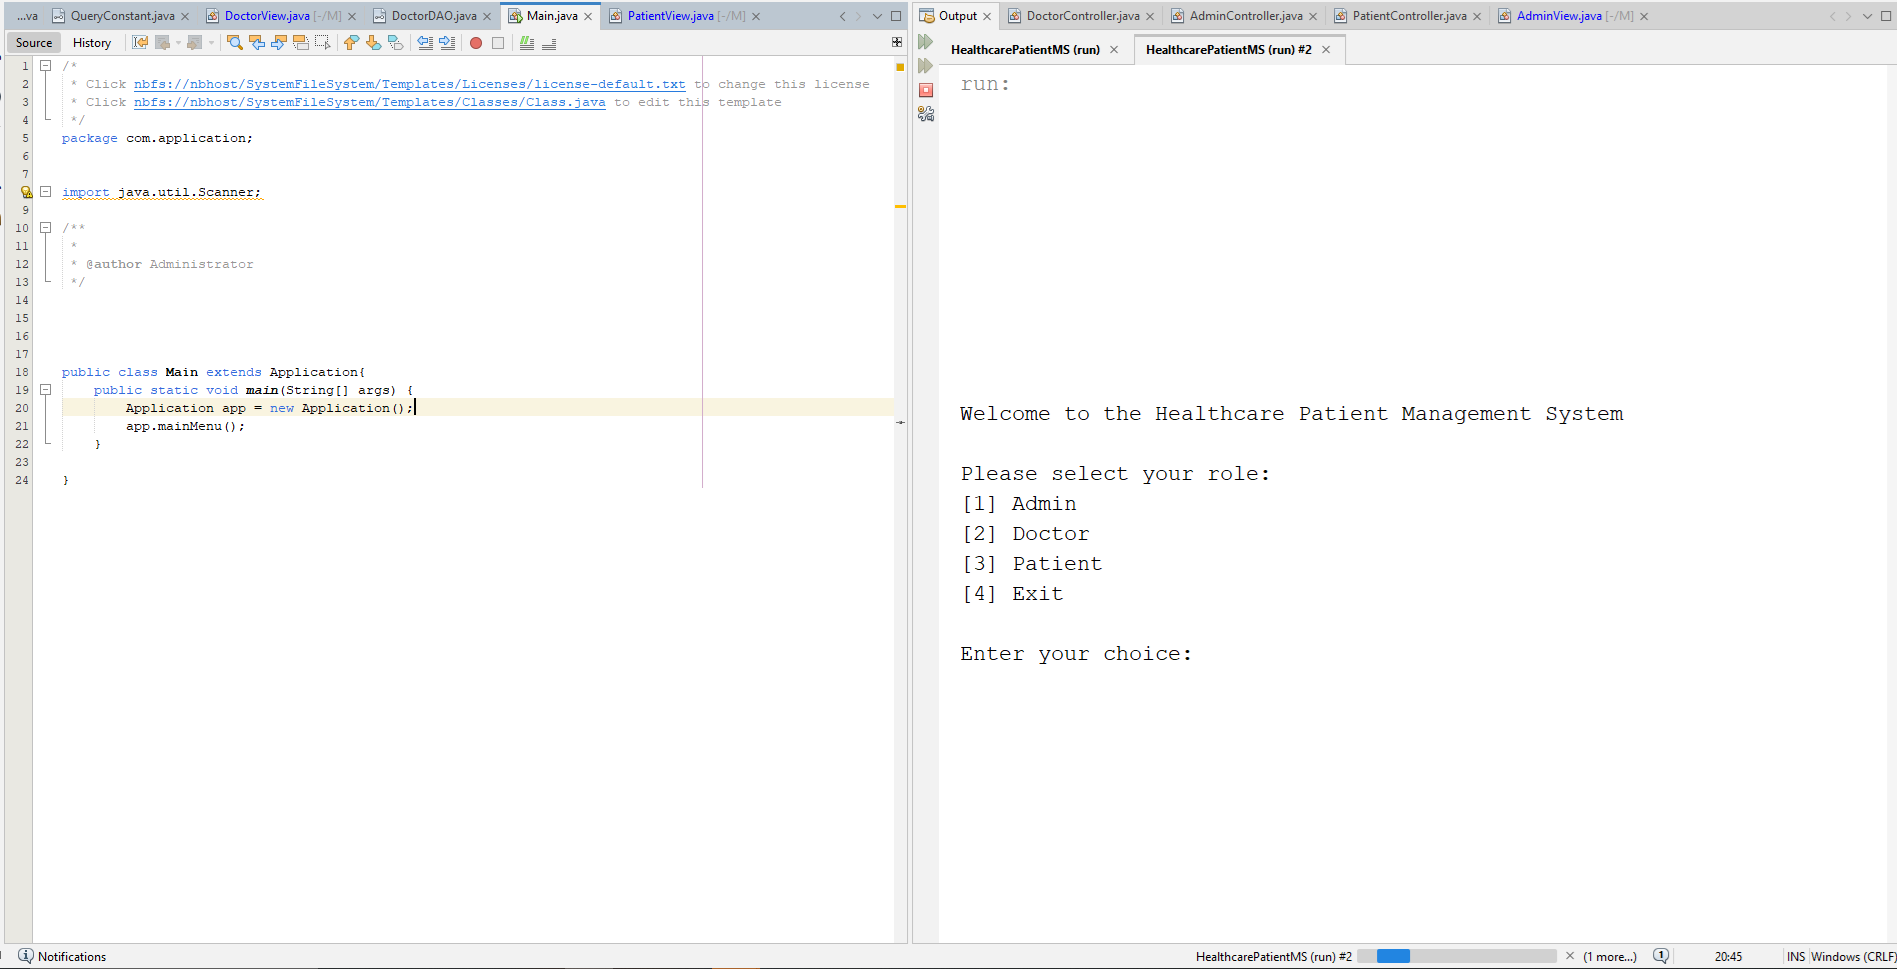 ...va QueryConstant.java DoctorView.java [-/M] DoctorDAO.java Main.java PatientView.java [-/M]
Source History
1 /*
2 * Click nbfs://nbhost/SystemFileSystem/Templates/Licenses/license-default.txt to change this license
3 * Click nbfs://nbhost/SystemFileSystem/Templates/Classes/Class.java to edit this template
4 */
5 package com.application;
6
7
import java.util.Scanner;
9
10 /**
11 *
12 * @author Administrator
13 */
14
15
16
17
18 public class Main extends Application{
19 public static void main(String[] args) {
20 Application app = new Application();
21 app.mainMenu();
22 }
23
24 }
Output DoctorController.java AdminController.java PatientController.java AdminView.java [-/M]
HealthcarePatientMS (run) HealthcarePatientMS (run) #2
run:
Welcome to the Healthcare Patient Management System
Please select your role:
[1] Admin
[2] Doctor
[3] Patient
[4] Exit
Enter your choice:
Notifications HealthcarePatientMS (run) #2 (1 more...) 1 20:45 INS Windows (CRLF)